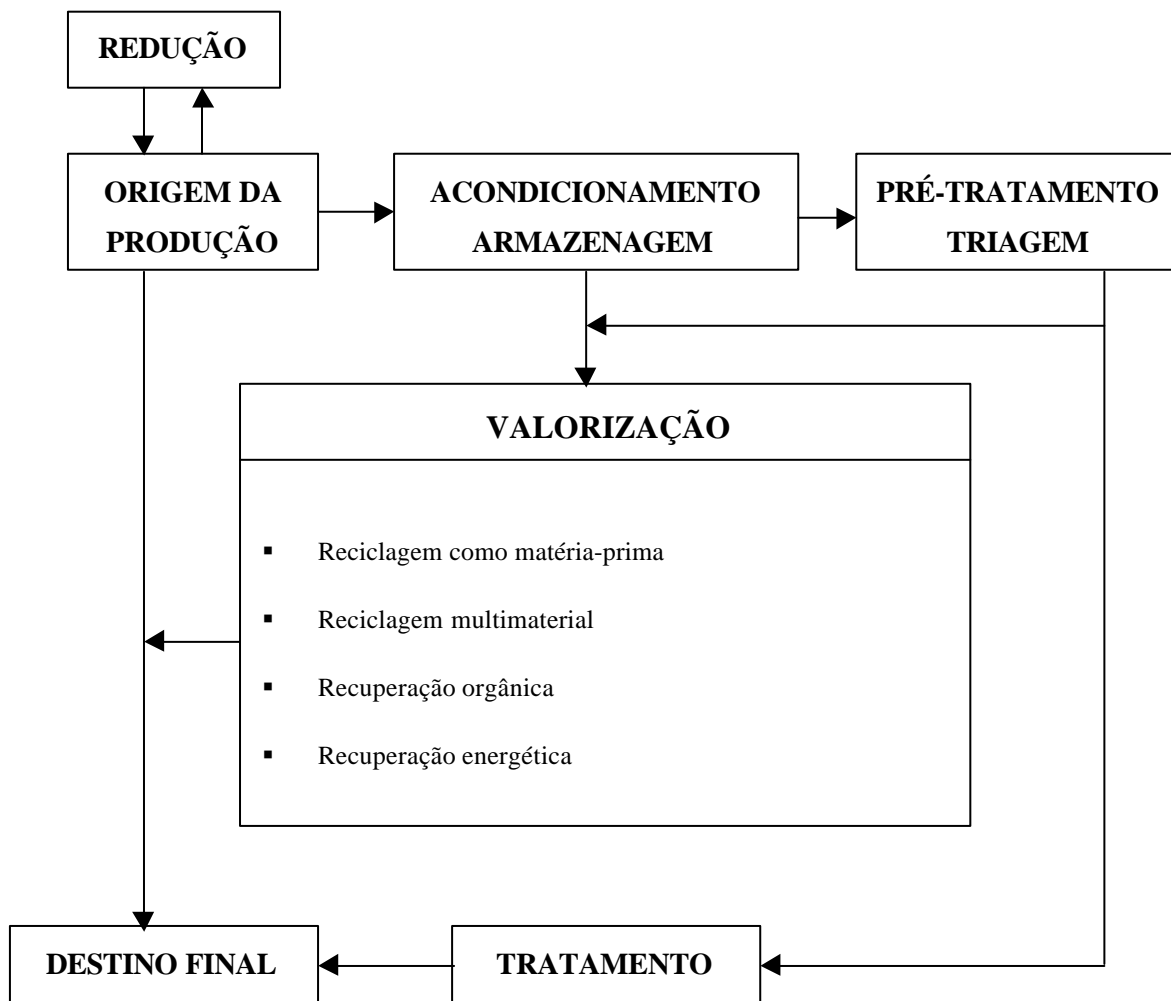 REDUÇÃO
ORIGEM DA
PRODUÇÃO
ACONDICIONAMENTO
ARMAZENAGEM
PRÉ-TRATAMENTO
TRIAGEM
VALORIZAÇÃO
▪ Reciclagem como matéria-prima
▪ Reciclagem multimaterial
▪ Recuperação orgânica
▪ Recuperação energética
DESTINO FINAL
TRATAMENTO